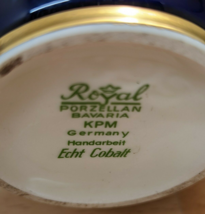 Royal
PORZELLAN
BAVARIA
KPM
Germany
Handarbeit
Echt Cobalt